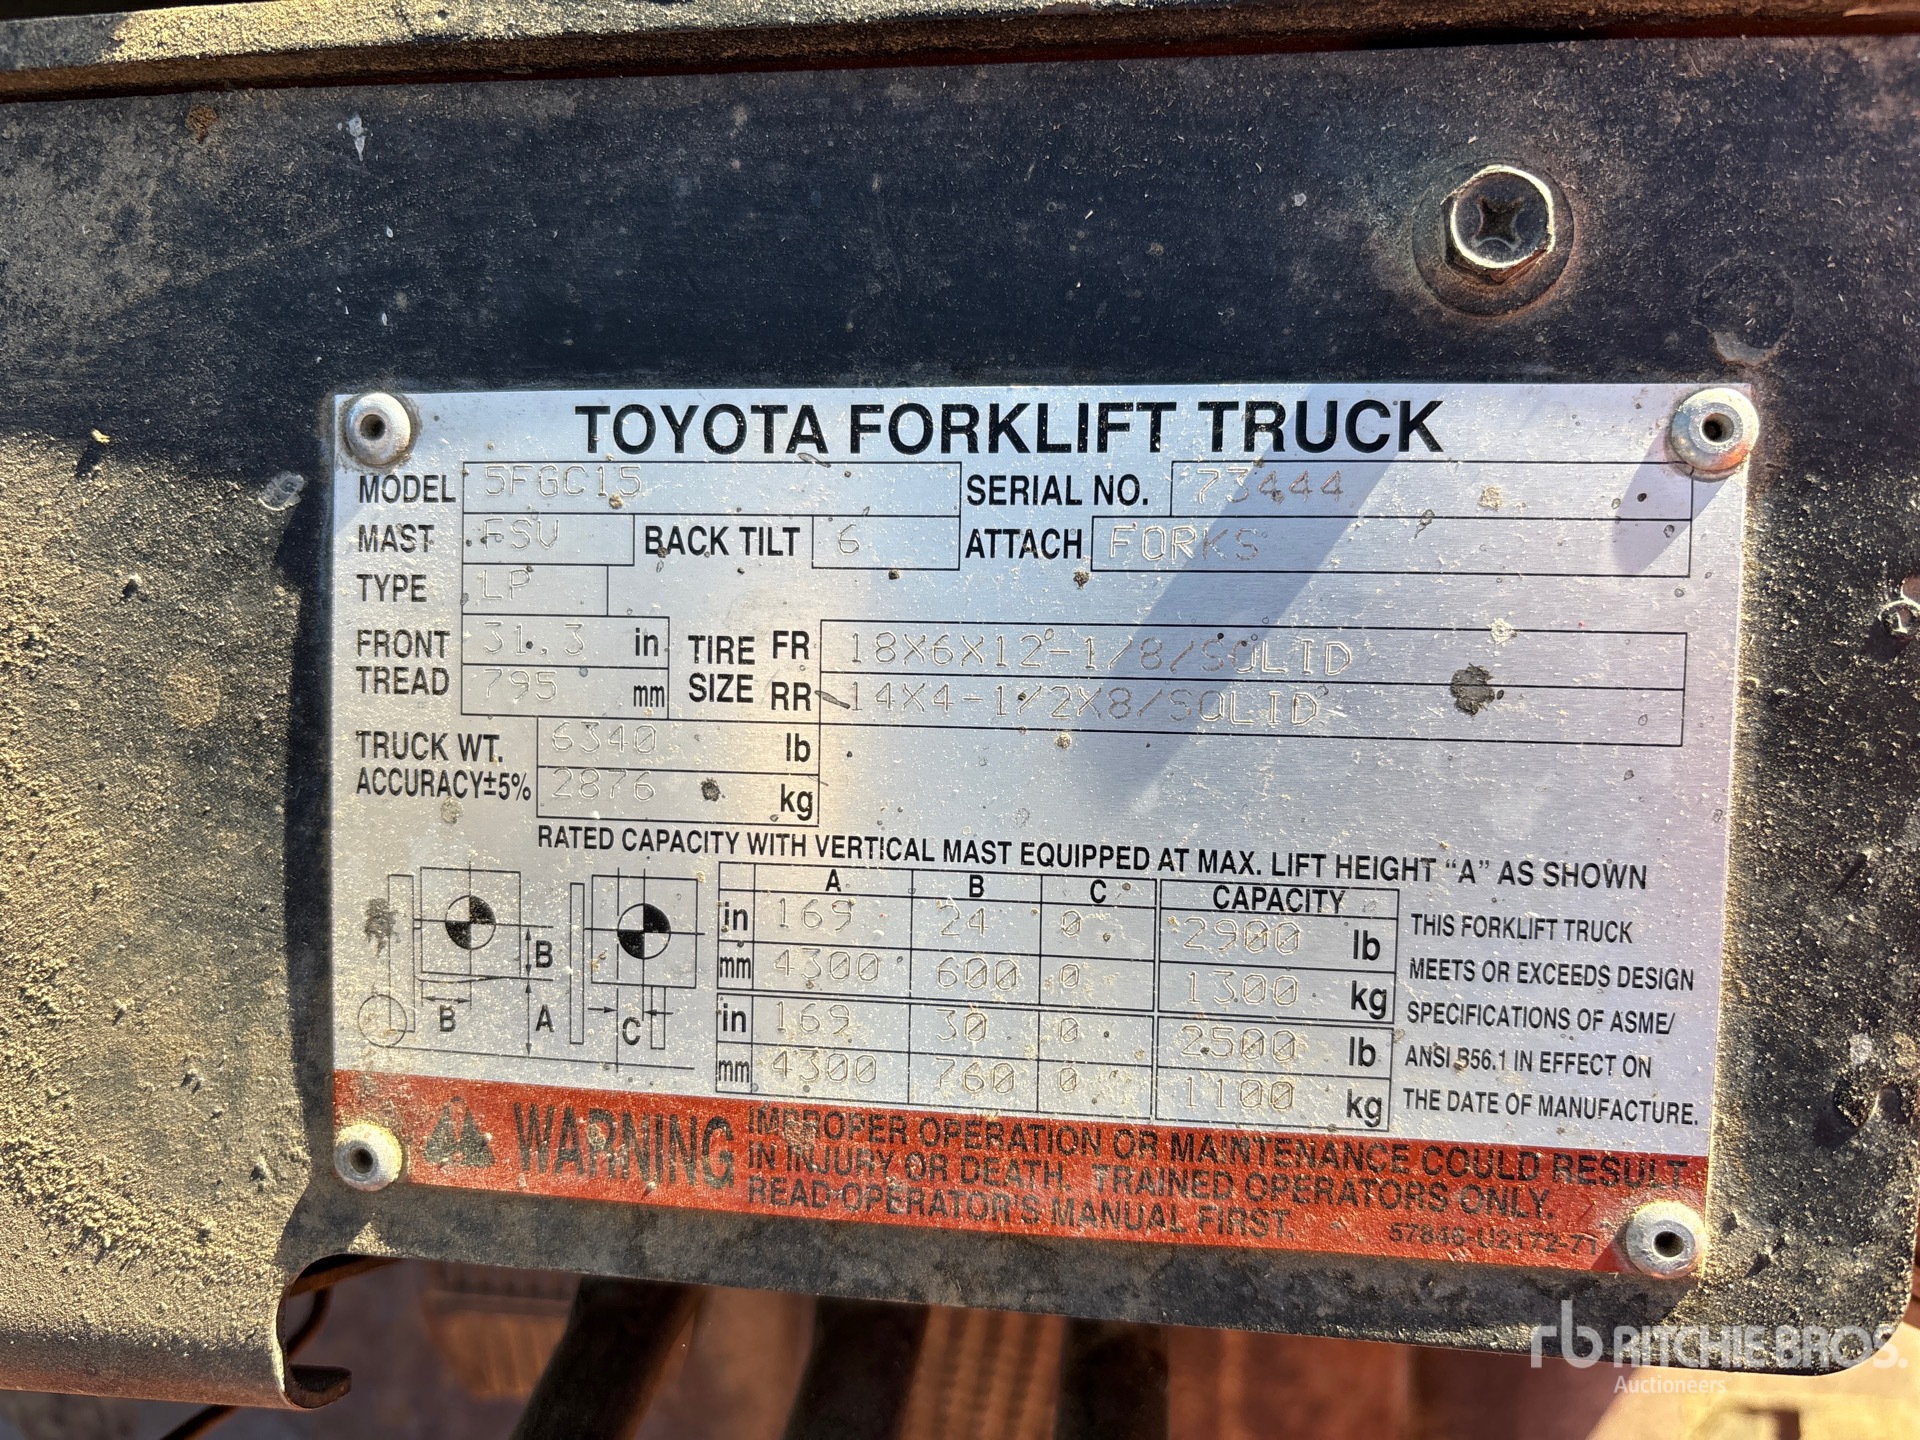 TOYOTA FORKLIFT TRUCK
MODEL 5FGC15 SERIAL NO. 73444
MAST FSV BACK TILT 6 ATTACH FORKS
TYPE LP
FRONT TREAD 31.3 in TIRE SIZE FR 18X6X12-1/8/SOLID
795 mm RR 14X4-1/2X8/SOLID
TRUCK WT. 6340 lb
ACCURACY±5% 2876 kg
RATED CAPACITY WITH VERTICAL MAST EQUIPPED AT MAX. LIFT HEIGHT “A” AS SHOWN
B
B
A
C
A B C CAPACITY
in 169 24 0 2900 lb
mm 4300 600 0 1300 kg
in 169 30 0 2500 lb
mm 4300 760 0 1100 kg
THIS FORKLIFT TRUCK
MEETS OR EXCEEDS DESIGN
SPECIFICATIONS OF ASME/
ANSI B56.1 IN EFFECT ON
THE DATE OF MANUFACTURE.
WARNING
IMPROPER OPERATION OR MAINTENANCE COULD RESULT
IN INJURY OR DEATH. TRAINED OPERATORS ONLY.
READ OPERATOR'S MANUAL FIRST.
57846-U2172-71
rb RITCHIE BROS.
Auctioneers